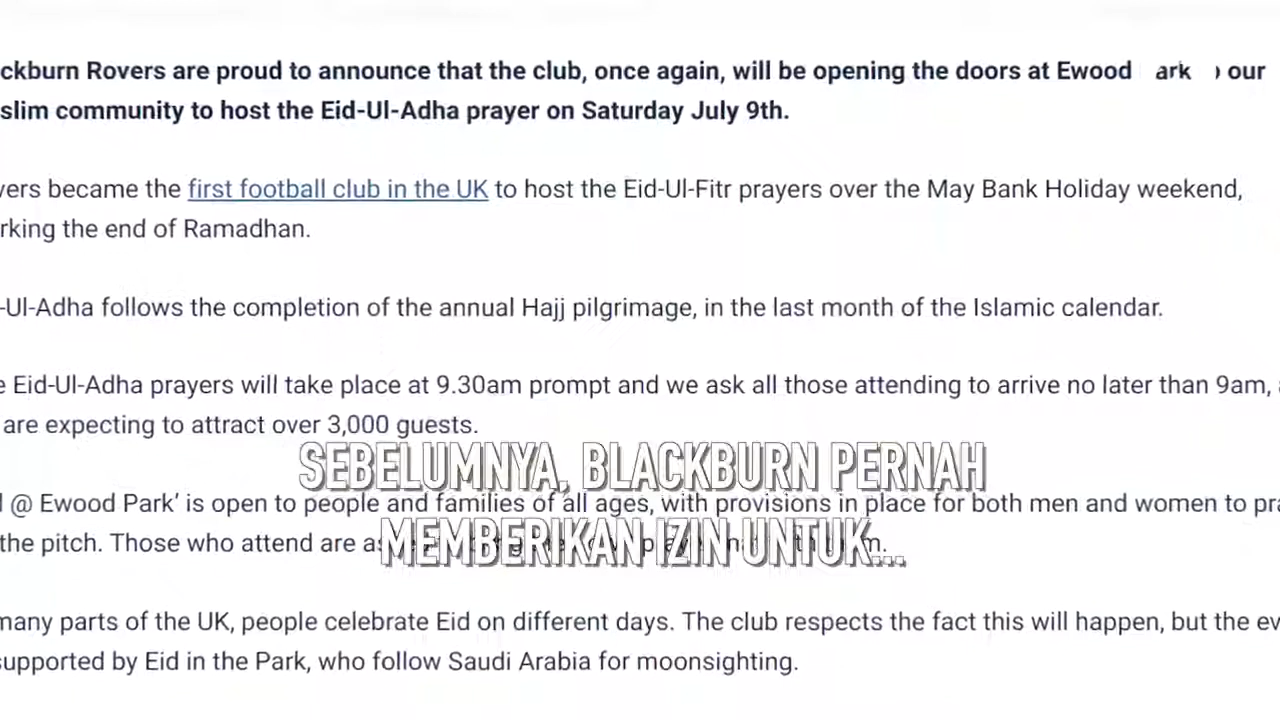 ckburn Rovers are proud to announce that the club, once again, will be opening the doors at Ewood ark our
slim community to host the Eid-Ul-Adha prayer on Saturday July 9th.
vers became the first football club in the UK to host the Eid-Ul-Fitr prayers over the May Bank Holiday weekend,
rking the end of Ramadhan.
-Ul-Adha follows the completion of the annual Hajj pilgrimage, in the last month of the Islamic calendar.
e Eid-Ul-Adha prayers will take place at 9.30am prompt and we ask all those attending to arrive no later than 9am,
are expecting to attract over 3,000 guests.
SEBELUMNYA, BLACKBURN PERNAH
@ Ewood Park' is open to people and families of all ages, with provisions in place for both men and women to pra
MEMBERIKAN IZIN UNTUK...
the pitch. Those who attend are
many parts of the UK, people celebrate Eid on different days. The club respects the fact this will happen, but the ev
supported by Eid in the Park, who follow Saudi Arabia for moonsighting.